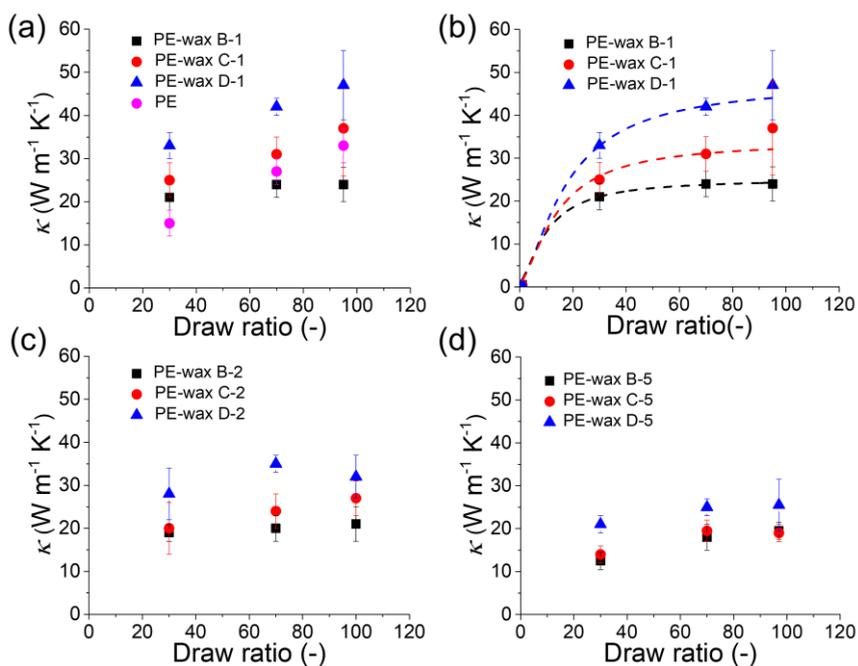 (a)
PE-wax B-1
PE-wax C-1
PE-wax D-1
PE
κ (W m⁻¹ K⁻¹)
60
50
40
30
20
10
0
0 20 40 60 80 100 120
Draw ratio (-)
(b)
PE-wax B-1
PE-wax C-1
PE-wax D-1
κ (W m⁻¹ K⁻¹)
60
50
40
30
20
10
0
0 20 40 60 80 100 120
Draw ratio(-)
(c)
PE-wax B-2
PE-wax C-2
PE-wax D-2
κ (W m⁻¹ K⁻¹)
60
50
40
30
20
10
0
0 20 40 60 80 100 120
Draw ratio (-)
(d)
PE-wax B-5
PE-wax C-5
PE-wax D-5
κ (W m⁻¹ K⁻¹)
60
50
40
30
20
10
0
0 20 40 60 80 100 120
Draw ratio (-)